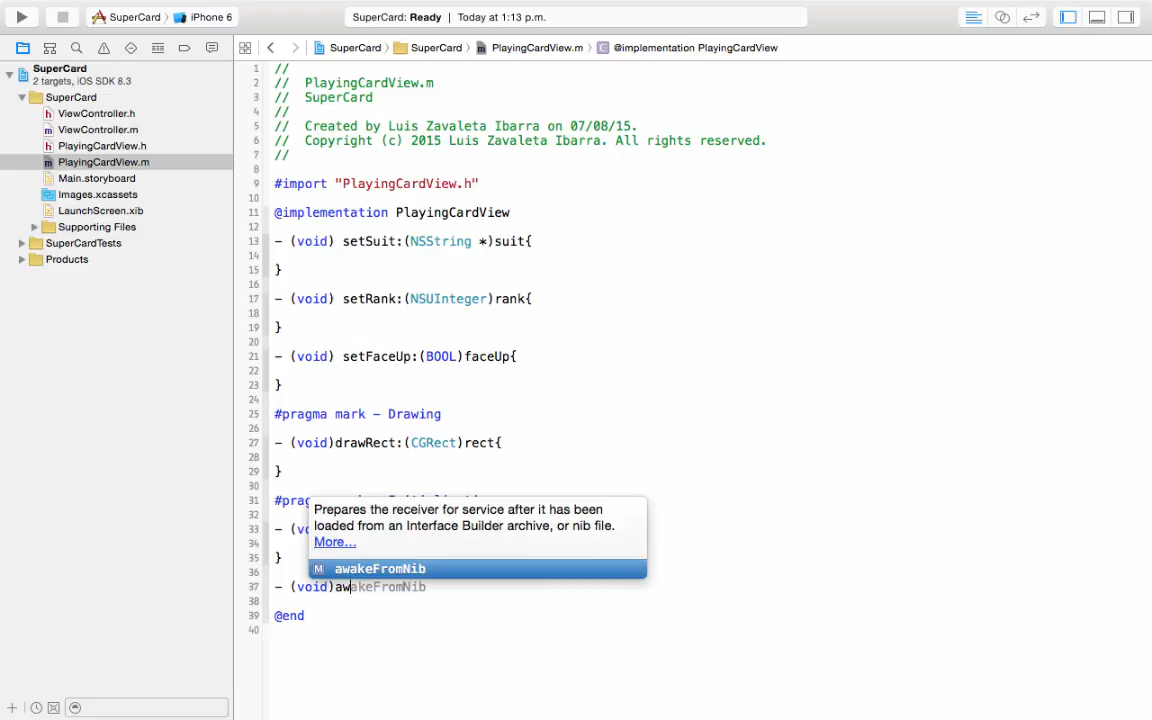 SuperCard
iPhone 6
SuperCard: Ready | Today at 1:13 p.m.
SuperCard
SuperCard
PlayingCardView.m
C @implementation PlayingCardView
SuperCard
2 targets, iOS SDK 8.3
SuperCard
h ViewController.h
m ViewController.m
h PlayingCardView.h
m PlayingCardView.m
Main.storyboard
Images.xcassets
LaunchScreen.xib
Supporting Files
SuperCardTests
Products
1 //
2 // PlayingCardView.m
3 // SuperCard
4 //
5 // Created by Luis Zavaleta Ibarra on 07/08/15.
6 // Copyright (c) 2015 Luis Zavaleta Ibarra. All rights reserved.
7 //
8
9 #import "PlayingCardView.h"
10
11 @implementation PlayingCardView
12
13 - (void) setSuit:(NSString *)suit{
14
15 }
16
17 - (void) setRank:(NSUInteger)rank{
18
19 }
20
21 - (void) setFaceUp:(BOOL)faceUp{
22
23 }
24
25 #pragma mark - Drawing
26
27 - (void)drawRect:(CGRect)rect{
28
29 }
30
31 #prag
32
33 - (vo
34
35 }
36
37 - (void)awakeFromNib
38
39 @end
40
Prepares the receiver for service after it has been
loaded from an Interface Builder archive, or nib file.
More...
M awakeFromNib